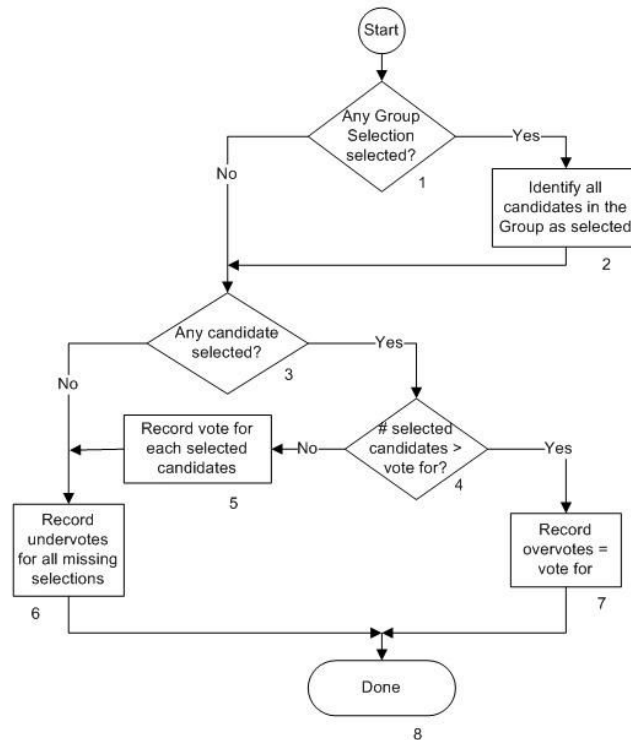 Start
Any Group
Selection
selected?
Yes
No
1
Identify all
candidates in the
Group as selected
2
Any candidate
selected?
Yes
3
No
Record vote for
each selected
candidates
No
# selected
candidates >
vote for?
Yes
4
5
Record
undervotes
for all missing
selections
Record
overvotes =
vote for
6
7
Done
8